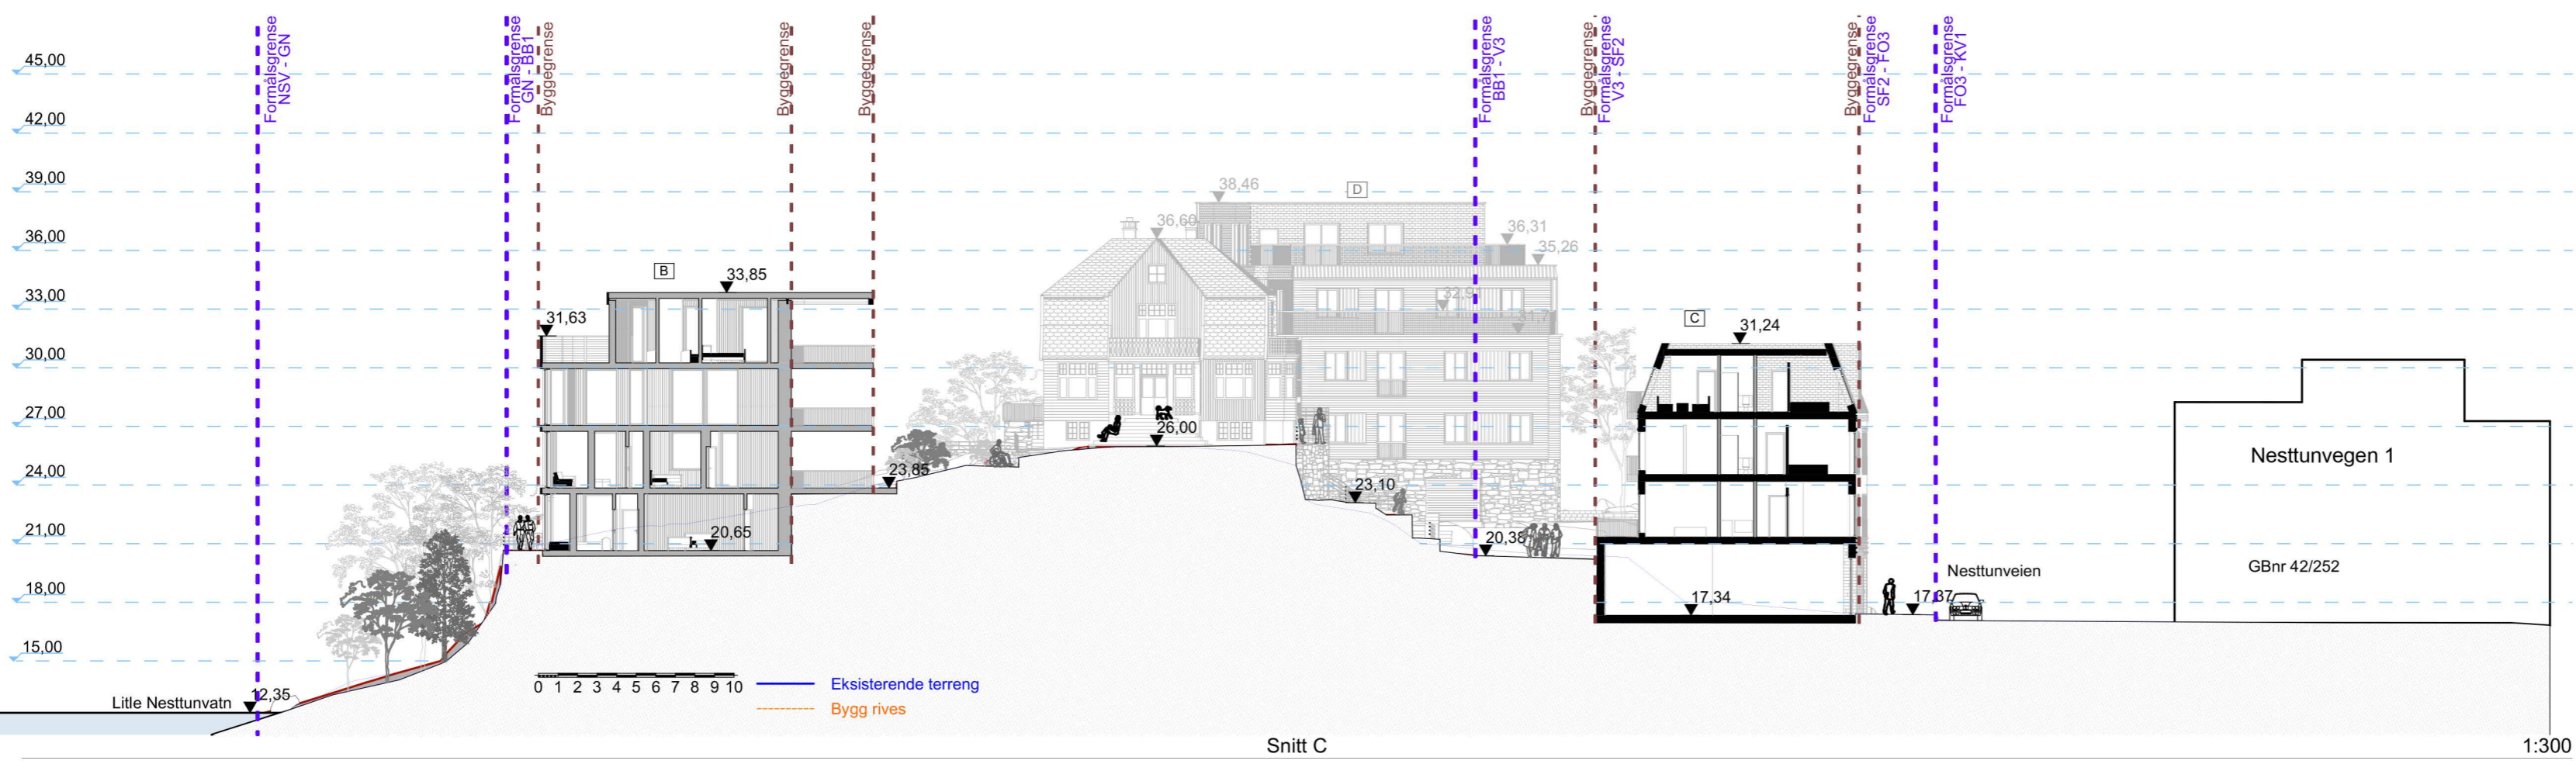 45,00
42,00
39,00
36,00
33,00
30,00
27,00
24,00
21,00
18,00
15,00
Formålsgrense
NSV - GN
Formålsgrense
GN - BB1
Byggegrense
Byggegrense
Byggegrense
Formålsgrense
BB1 - V3
Byggegrense
Formålsgrense
V3 - SF2
Byggegrense
Formålsgrense
SF2 - FO3
Formålsgrense
FO3 - KV1
B
33,85
31,63
20,65
23,85
38,46
D
36,60
36,31
35,26
32,91
26,00
23,10
20,38
C
31,24
17,34
17,37
Nesttunveien
Nesttunvegen 1
GBnr 42/252
Litle Nesttunvatn
12,35
0 1 2 3 4 5 6 7 8 9 10
Eksisterende terreng
Bygg rives
Snitt C
1:300